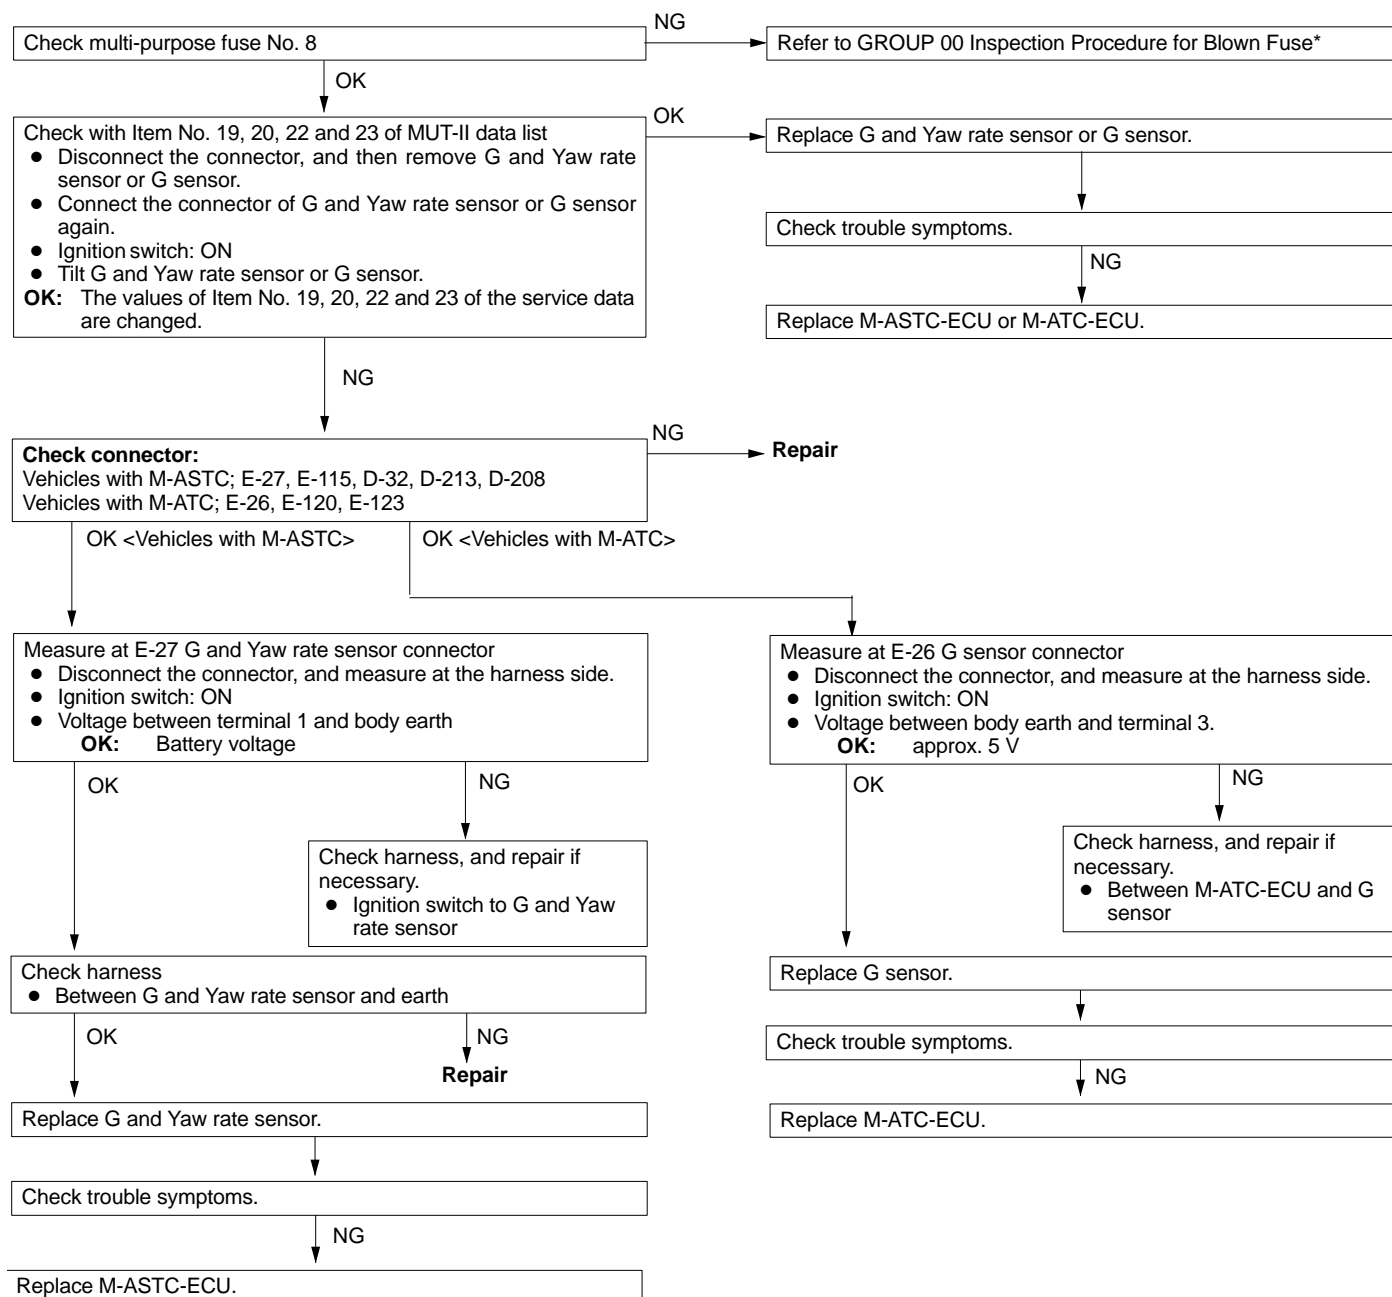 Check multi-purpose fuse No. 8
NG
Refer to GROUP 00 Inspection Procedure for Blown Fuse*
OK
Check with Item No. 19, 20, 22 and 23 of MUT-II data list
● Disconnect the connector, and then remove G and Yaw rate
sensor or G sensor.
● Connect the connector of G and Yaw rate sensor or G sensor
again.
● Ignition switch: ON
● Tilt G and Yaw rate sensor or G sensor.
OK: The values of Item No. 19, 20, 22 and 23 of the service data
are changed.
OK
Replace G and Yaw rate sensor or G sensor.
Check trouble symptoms.
NG
Replace M-ASTC-ECU or M-ATC-ECU.
NG
Check connector:
Vehicles with M-ASTC; E-27, E-115, D-32, D-213, D-208
Vehicles with M-ATC; E-26, E-120, E-123
NG
Repair
OK <Vehicles with M-ASTC>
OK <Vehicles with M-ATC>
Measure at E-27 G and Yaw rate sensor connector
● Disconnect the connector, and measure at the harness side.
● Ignition switch: ON
● Voltage between terminal 1 and body earth
OK: Battery voltage
OK
NG
Check harness, and repair if
necessary.
● Ignition switch to G and Yaw
rate sensor
Check harness
● Between G and Yaw rate sensor and earth
OK
NG
Repair
Replace G and Yaw rate sensor.
Check trouble symptoms.
NG
Replace M-ASTC-ECU.
Measure at E-26 G sensor connector
● Disconnect the connector, and measure at the harness side.
● Ignition switch: ON
● Voltage between body earth and terminal 3.
OK: approx. 5 V
OK
NG
Check harness, and repair if
necessary.
● Between M-ATC-ECU and G
sensor
Replace G sensor.
Check trouble symptoms.
NG
Replace M-ATC-ECU.